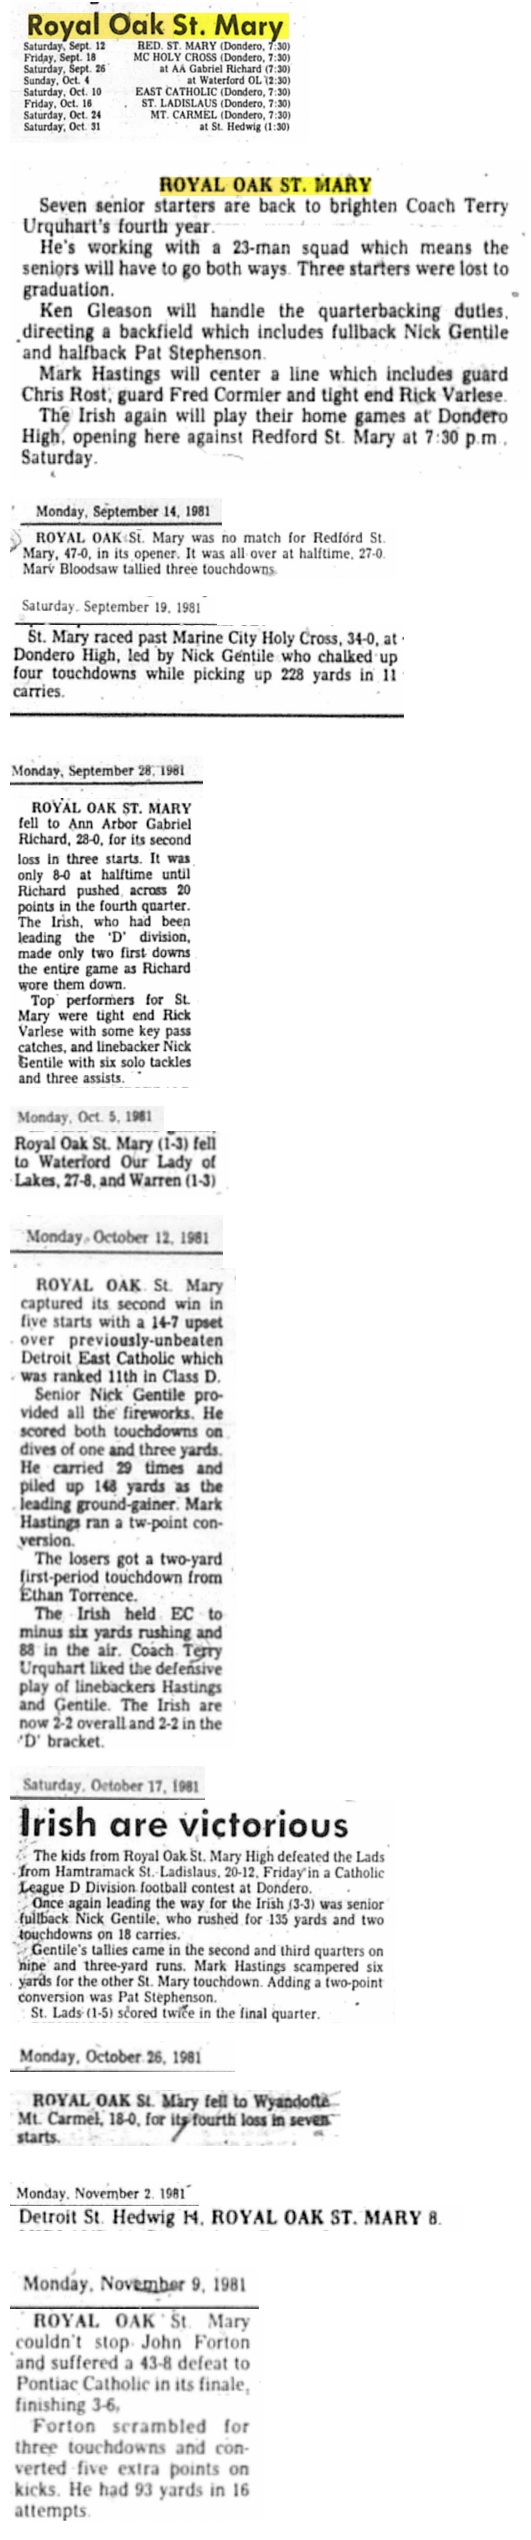 Royal Oak St. Mary
Saturday, Sept. 12 RED. ST. MARY (Dondero, 7:30)
Friday, Sept. 18 MC HOLY CROSS (Dondero, 7:30)
Saturday, Sept. 26 at AA Gabriel Richard (7:30)
Sunday, Oct. 4 at Waterford OL (2:30)
Saturday, Oct. 10 EAST CATHOLIC (Dondero, 7:30)
Friday, Oct. 16 ST. LADISLAUS (Dondero, 7:30)
Saturday, Oct. 24 MT. CARMEL (Dondero, 7:30)
Saturday, Oct. 31 at St. Hedwig (1:30)
ROYAL OAK ST. MARY
Seven senior starters are back to brighten Coach Terry
Urquhart's fourth year.
He's working with a 23-man squad which means the
seniors will have to go both ways. Three starters were lost to
graduation.
Ken Gleason will handle the quarterbacking duties,
directing a backfield which includes fullback Nick Gentile
and halfback Pat Stephenson.
Mark Hastings will center a line which includes guard
Chris Rost, guard Fred Cormier and tight end Rick Varlese.
The Irish again will play their home games at Dondero
High, opening here against Redford St. Mary at 7:30 p.m.,
Saturday.
Monday, September 14, 1981
ROYAL OAK St. Mary was no match for Redford St.
Mary, 47-0, in its opener. It was all over at halftime, 27-0.
Marv Bloodsaw tallied three touchdowns.
Saturday, September 19, 1981
St. Mary raced past Marine City Holy Cross, 34-0, at
Dondero High, led by Nick Gentile who chalked up
four touchdowns while picking up 228 yards in 11
carries.
Monday, September 28, 1981
ROYAL OAK ST. MARY
fell to Ann Arbor Gabriel
Richard, 28-0, for its second
loss in three starts. It was
only 8-0 at halftime until
Richard pushed across 20
points in the fourth quarter.
The Irish, who had been
leading the 'D' division,
made only two first downs
the entire game as Richard
wore them down.
Top performers for St.
Mary were tight end Rick
Varlese with some key pass
catches, and linebacker Nick
Gentile with six solo tackles
and three assists.
Monday, Oct. 5, 1981
Royal Oak St. Mary (1-3) fell
to Waterford Our Lady of
Lakes, 27-8, and Warren (1-3)
Monday, October 12, 1981
ROYAL OAK St. Mary
captured its second win in
five starts with a 14-7 upset
over previously-unbeaten
Detroit East Catholic which
was ranked 11th in Class D.
Senior Nick Gentile pro-
vided all the fireworks. He
scored both touchdowns on
dives of one and three yards.
He carried 29 times and
piled up 148 yards as the
leading ground-gainer. Mark
Hastings ran a tw-point con-
version.
The losers got a two-yard
first-period touchdown from
Ethan Torrence.
The Irish held EC to
minus six yards rushing and
88 in the air. Coach Terry
Urquhart liked the defensive
play of linebackers Hastings
and Gentile. The Irish are
now 2-2 overall and 2-2 in the
'D' bracket.
Saturday, October 17, 1981
Irish are victorious
The kids from Royal Oak St. Mary High defeated the Lads
from Hamtramck St. Ladislaus, 20-12, Friday in a Catholic
League D Division football contest at Dondero.
Once again leading the way for the Irish (3-3) was senior
fullback Nick Gentile, who rushed for 135 yards and two
touchdowns on 18 carries.
Gentile's tallies came in the second and third quarters on
nine and three-yard runs. Mark Hastings scampered six
yards for the other St. Mary touchdown. Adding a two-point
conversion was Pat Stephenson.
St. Lads (1-5) scored twice in the final quarter.
Monday, October 26, 1981
ROYAL OAK St. Mary fell to Wyandotte
Mt. Carmel, 18-0, for its fourth loss in seven
starts.
Monday, November 2, 1981
Detroit St. Hedwig 14, ROYAL OAK ST. MARY 8.
Monday, November 9, 1981
ROYAL OAK St. Mary
couldn't stop John Forton
and suffered a 43-8 defeat to
Pontiac Catholic in its finale,
finishing 3-6.
Forton scrambled for
three touchdowns and con-
verted five extra points on
kicks. He had 93 yards in 16
attempts.